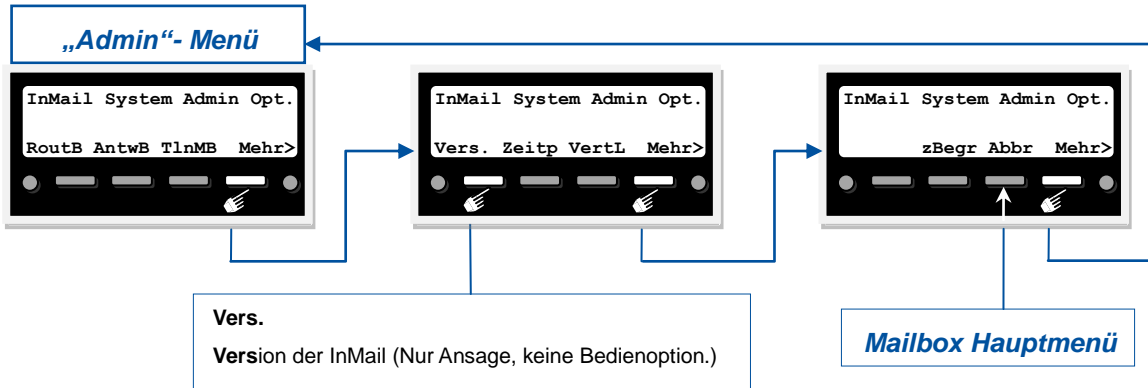 „Admin“- Menü
InMail System Admin Opt.
RoutB AntwB TlnMB Mehr>
InMail System Admin Opt.
Vers. Zeitp VertL Mehr>
InMail System Admin Opt.
zBegr Abbr Mehr>
Vers.
Version der InMail (Nur Ansage, keine Bedienoption.)
Mailbox Hauptmenü